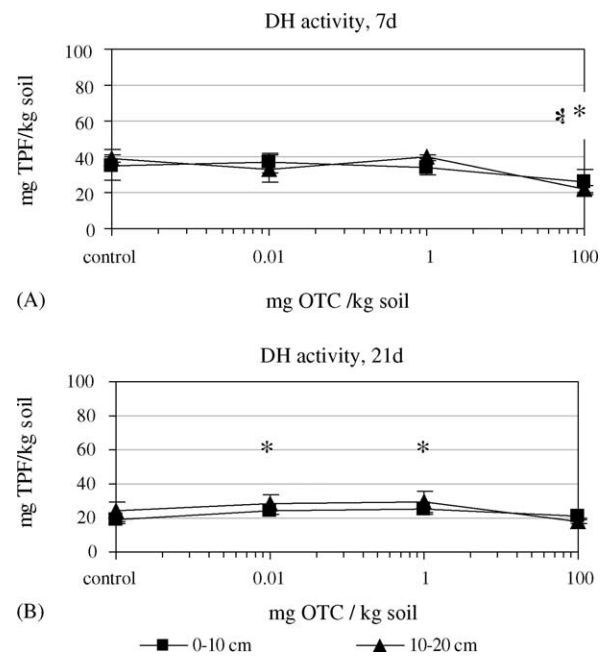 DH activity, 7d
100
80
60
40
20
0
mg TPF/kg soil
* *
control 0.01 1 100
(A) mg OTC /kg soil
DH activity, 21d
100
80
60
40
20
0
mg TPF/kg soil
* *
control 0.01 1 100
(B) mg OTC / kg soil
0-10 cm 10-20 cm